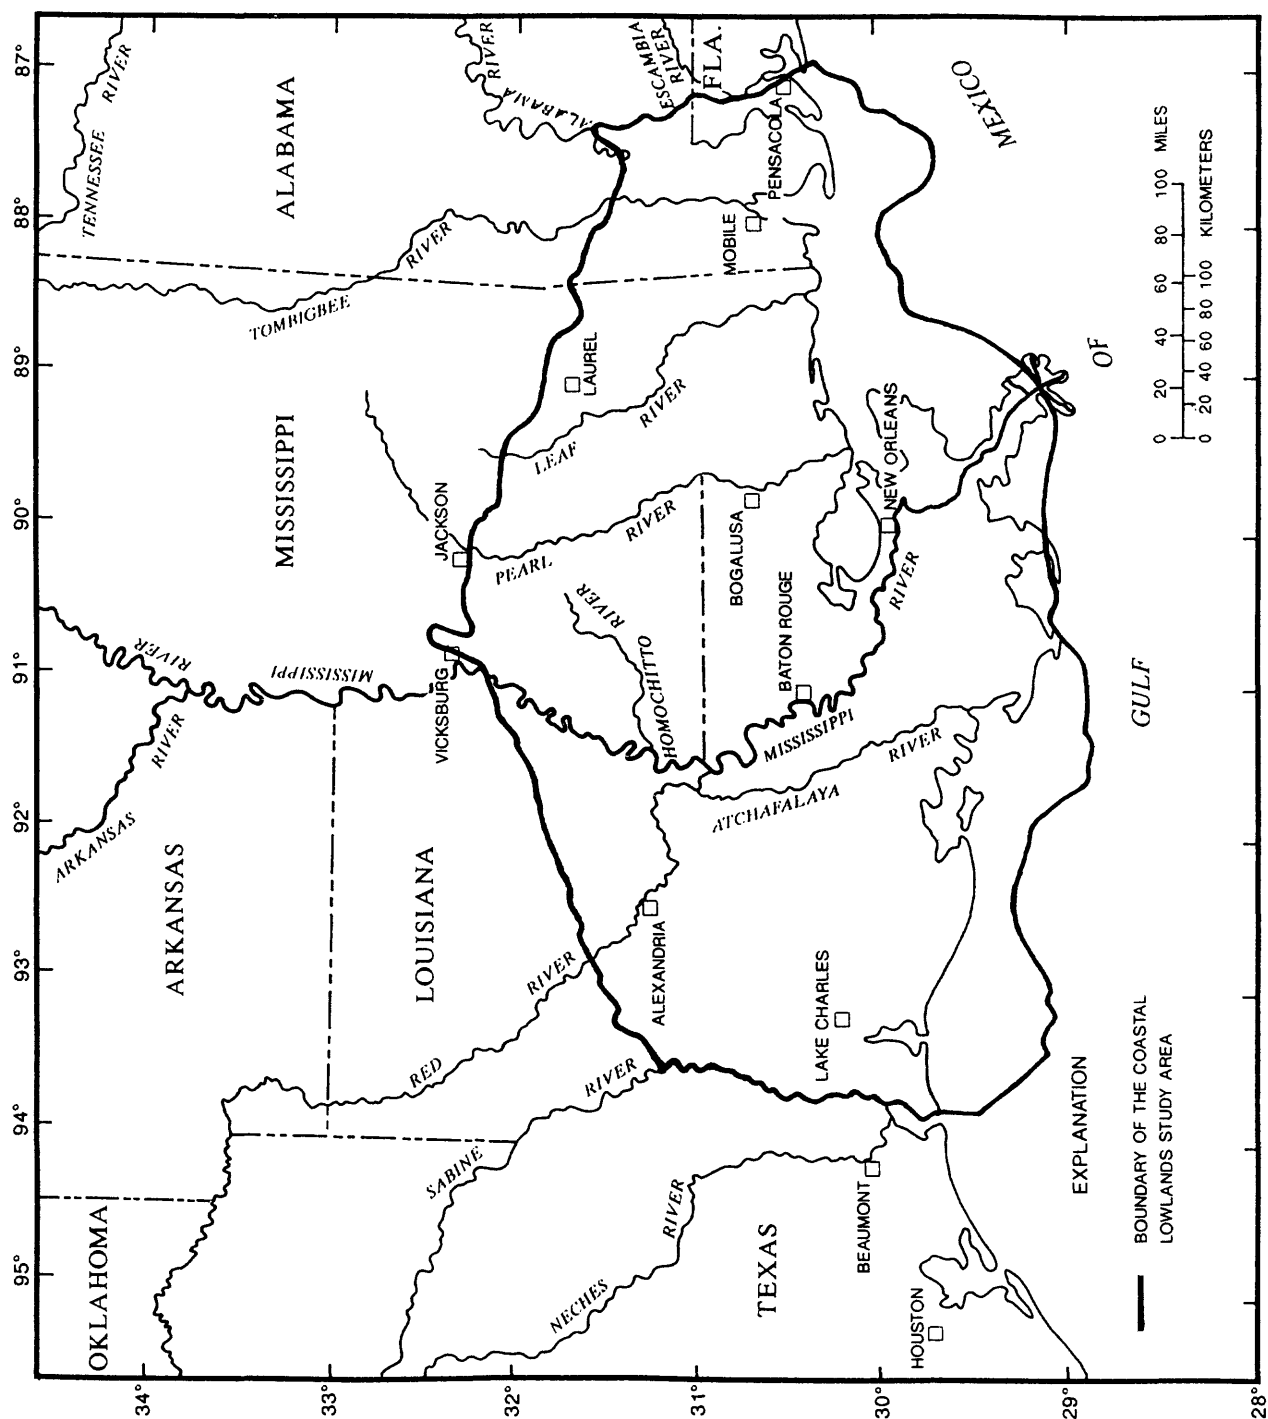 95°
94°
93°
92°
91°
90°
89°
88°
87°
34°
33°
32°
31°
30°
29°
28°
OKLAHOMA
ARKANSAS
MISSISSIPPI
ALABAMA
LOUISIANA
TEXAS
FLA.
ARKANSAS
RIVER
MISSISSIPPI
RIVER
TENNESSEE
RIVER
TOMBIGBEE
RIVER
ALABAMA
RIVER
ESCAMBIA
RIVER
RED
RIVER
SABINE
RIVER
NECHES
RIVER
ATCHAFALAYA
RIVER
MISSISSIPPI
RIVER
HOMOCHITTO
RIVER
PEARL
RIVER
LEAF
RIVER
VICKSBURG
JACKSON
LAUREL
ALEXANDRIA
BATON ROUGE
BOGALUSA
NEW ORLEANS
MOBILE
PENSACOLA
LAKE CHARLES
BEAUMONT
HOUSTON
GULF
OF
MEXICO
EXPLANATION
BOUNDARY OF THE COASTAL
LOWLANDS STUDY AREA
0 20 40 60 80 100 MILES
0 20 40 60 80 100 KILOMETERS